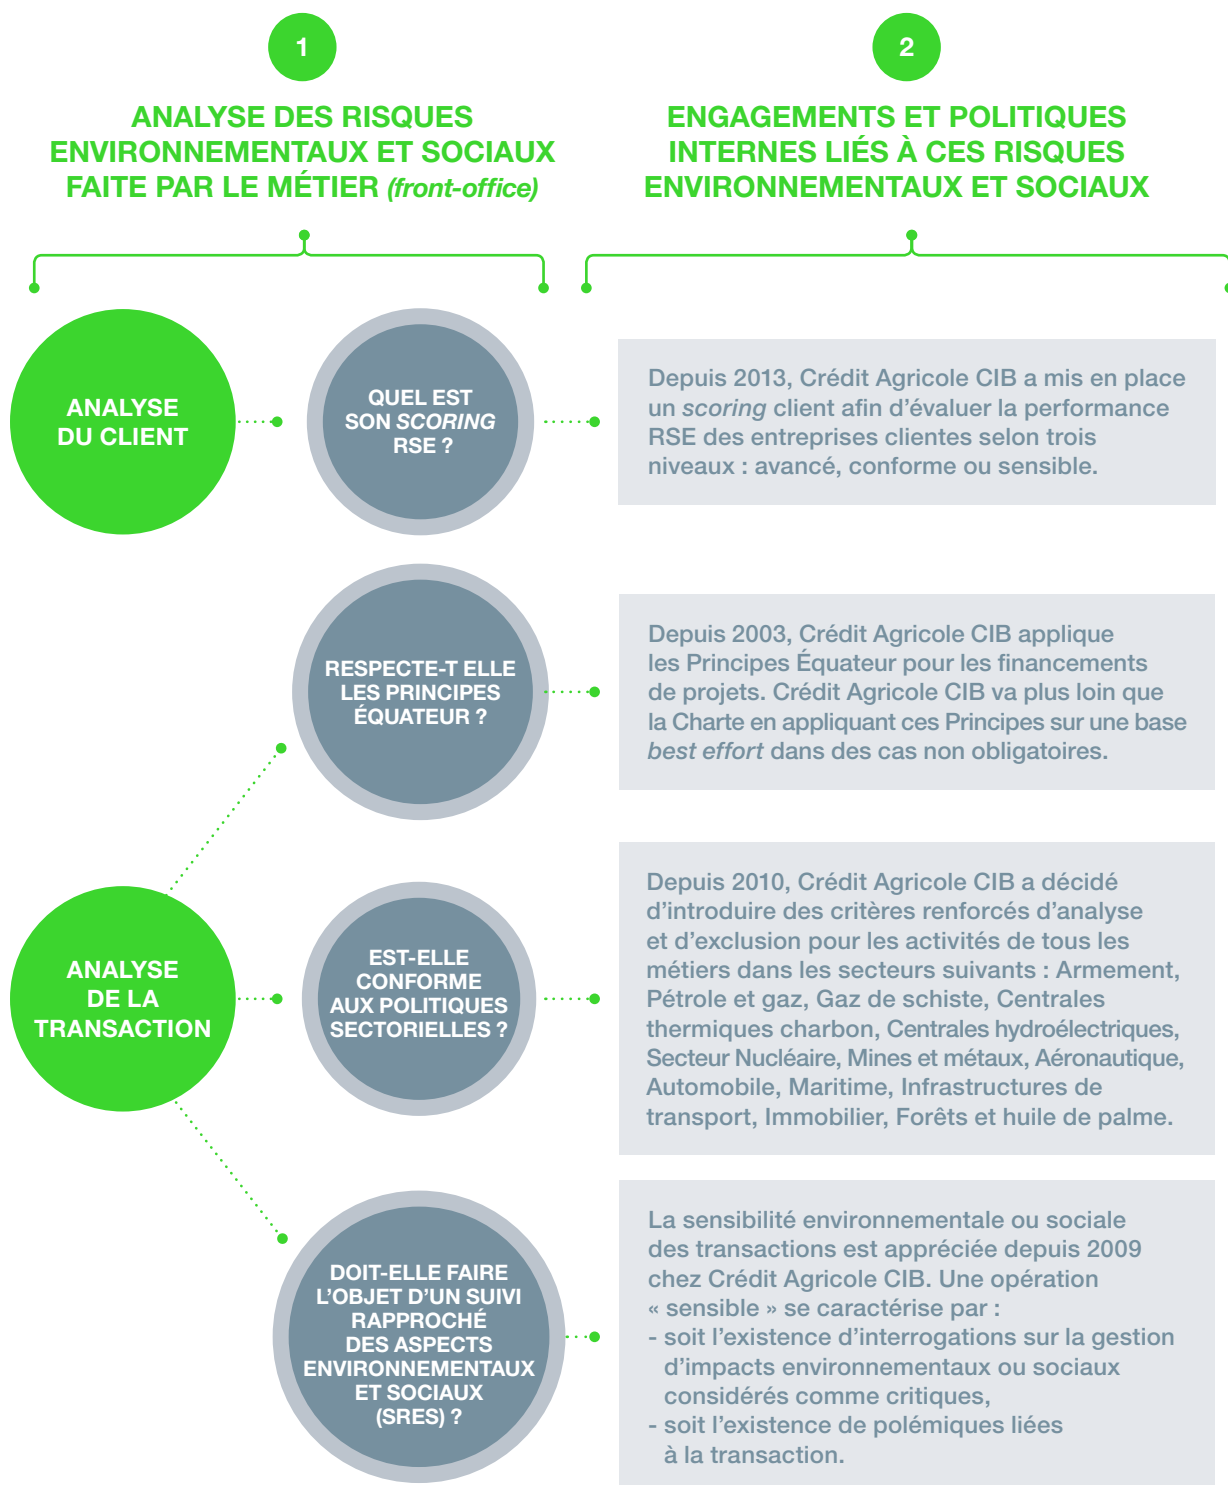 1
ANALYSE DES RISQUES
ENVIRONNEMENTAUX ET SOCIAUX
FAITE PAR LE MÉTIER (front-office)
2
ENGAGEMENTS ET POLITIQUES
INTERNES LIÉS À CES RISQUES
ENVIRONNEMENTAUX ET SOCIAUX
ANALYSE
DU CLIENT
QUEL EST
SON SCORING
RSE ?
Depuis 2013, Crédit Agricole CIB a mis en place
un scoring client afin d’évaluer la performance
RSE des entreprises clientes selon trois
niveaux : avancé, conforme ou sensible.
ANALYSE
DE LA
TRANSACTION
RESPECTE-T ELLE
LES PRINCIPES
ÉQUATEUR ?
Depuis 2003, Crédit Agricole CIB applique
les Principes Équateur pour les financements
de projets. Crédit Agricole CIB va plus loin que
la Charte en appliquant ces Principes sur une base
best effort dans des cas non obligatoires.
EST-ELLE
CONFORME
AUX POLITIQUES
SECTORIELLES ?
Depuis 2010, Crédit Agricole CIB a décidé
d’introduire des critères renforcés d’analyse
et d’exclusion pour les activités de tous les
métiers dans les secteurs suivants : Armement,
Pétrole et gaz, Gaz de schiste, Centrales
thermiques charbon, Centrales hydroélectriques,
Secteur Nucléaire, Mines et métaux, Aéronautique,
Automobile, Maritime, Infrastructures de
transport, Immobilier, Forêts et huile de palme.
DOIT-ELLE FAIRE
L’OBJET D’UN SUIVI
RAPPROCHÉ
DES ASPECTS
ENVIRONNEMENTAUX
ET SOCIAUX
(SRES) ?
La sensibilité environnementale ou sociale
des transactions est appréciée depuis 2009
chez Crédit Agricole CIB. Une opération
« sensible » se caractérise par :
- soit l’existence d’interrogations sur la gestion
d’impacts environnementaux ou sociaux
considérés comme critiques,
- soit l’existence de polémiques liées
à la transaction.